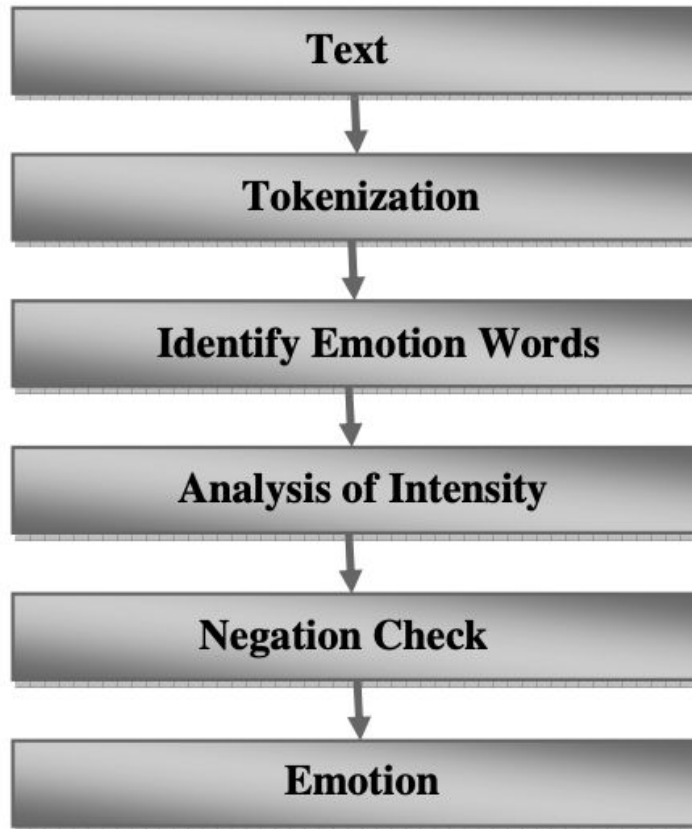 Text
Tokenization
Identify Emotion Words
Analysis of Intensity
Negation Check
Emotion